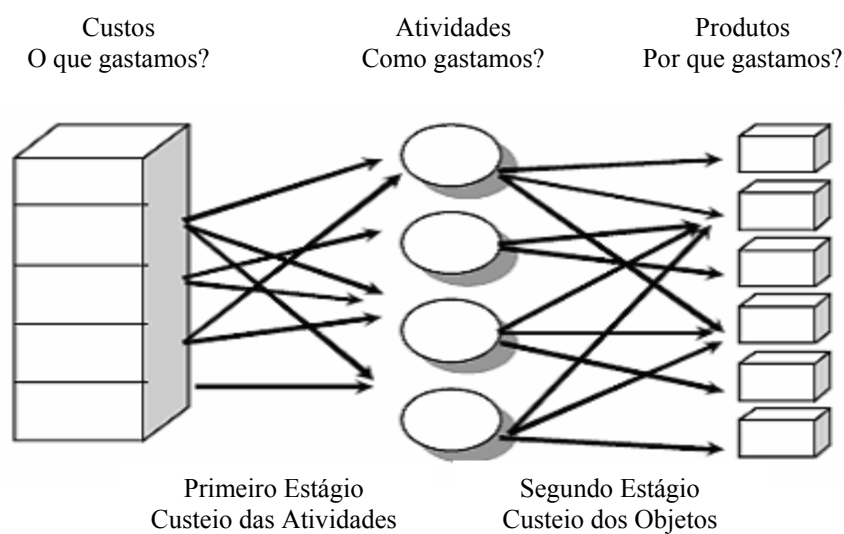 Custos
O que gastamos?
Atividades
Como gastamos?
Produtos
Por que gastamos?
Primeiro Estágio
Custeio das Atividades
Segundo Estágio
Custeio dos Objetos